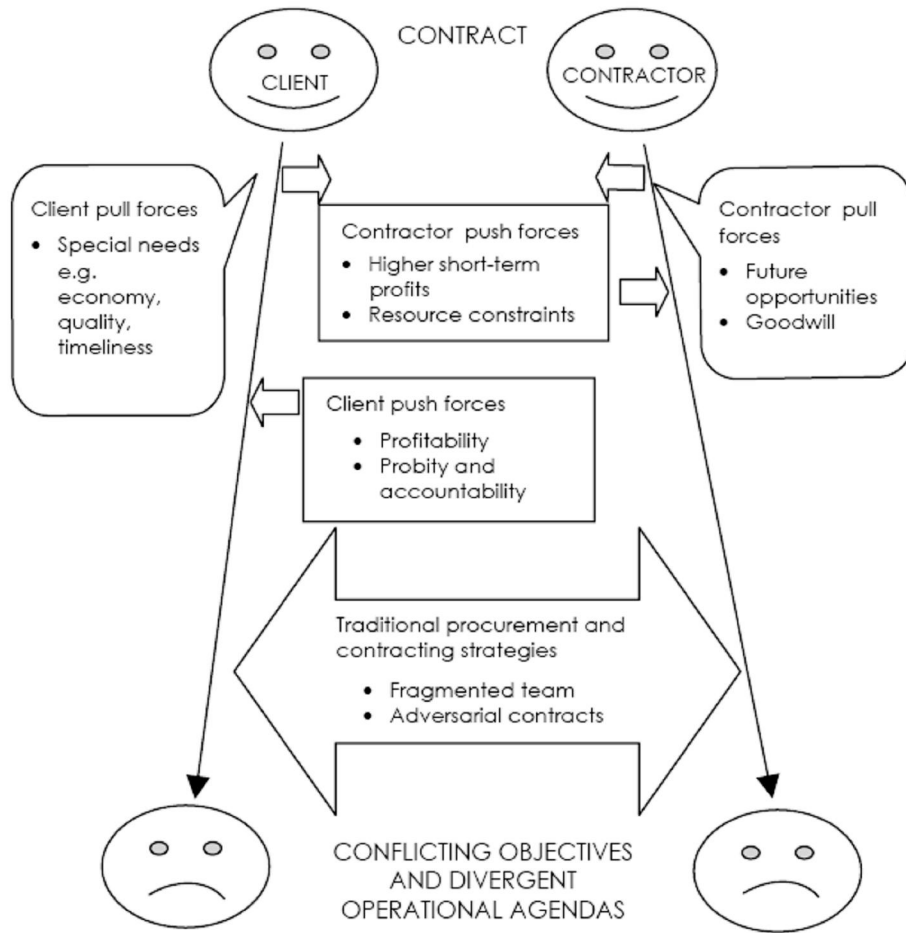 CONTRACT
CLIENT
CONTRACTOR
Client pull forces
• Special needs
e.g.
economy,
quality,
timeliness
Contractor push forces
• Higher short-term
profits
• Resource constraints
Contractor pull
forces
• Future
opportunities
• Goodwill
Client push forces
• Profitability
• Probity and
accountability
Traditional procurement and
contracting strategies
• Fragmented team
• Adversarial contracts
CONFLICTING OBJECTIVES
AND DIVERGENT
OPERATIONAL AGENDAS